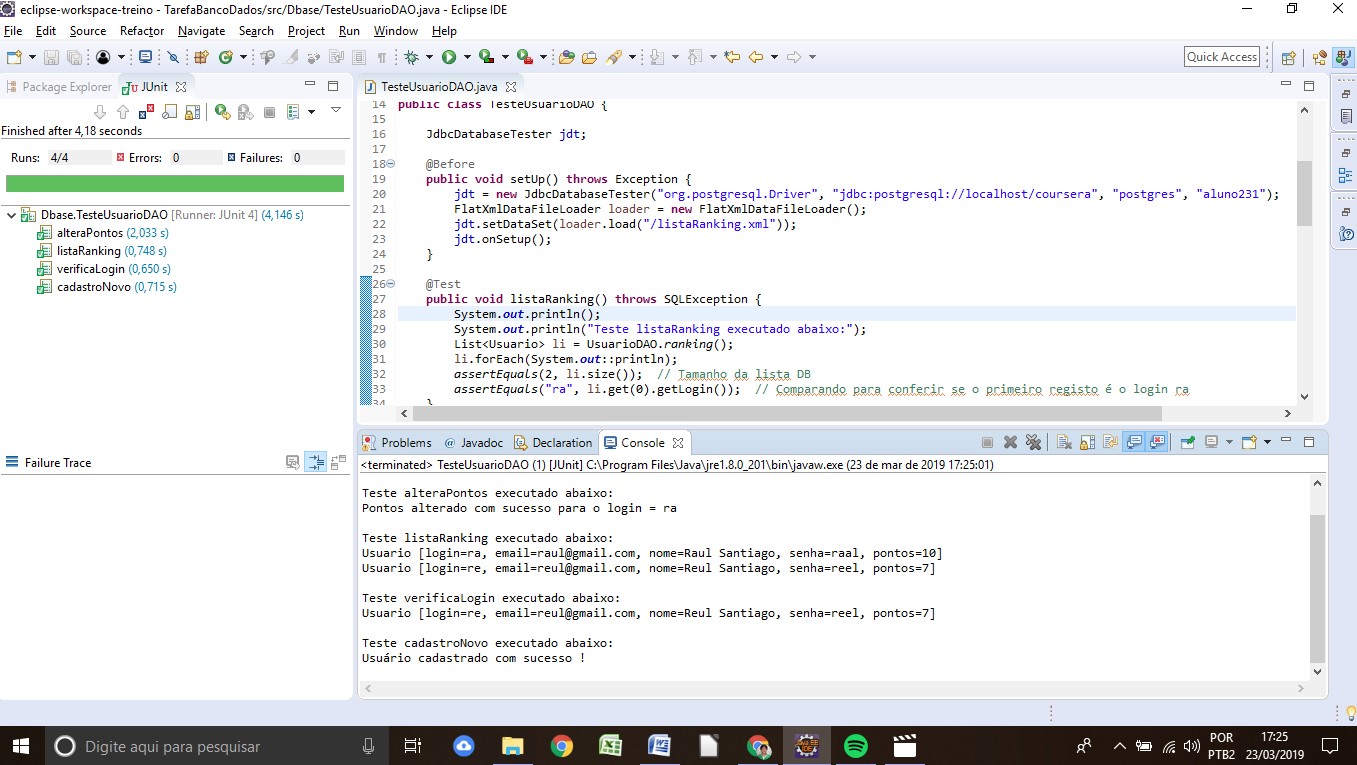 eclipse-workspace-treino - TarefaBancoDados/src/Dbase/TesteUsuarioDAO.java - Eclipse IDE
File Edit Source Refactor Navigate Search Project Run Window Help
Quick Access
Package Explorer JUnit
Finished after 4,18 seconds
Runs: 4/4 Errors: 0 Failures: 0
Dbase.TesteUsuarioDAO [Runner: JUnit 4] (4,146 s)
alteraPontos (2,033 s)
listaRanking (0,748 s)
verificaLogin (0,650 s)
cadastroNovo (0,715 s)
Failure Trace
TesteUsuarioDAO.java
14 public class TesteUsuarioDAO {
15
16 JdbcDatabaseTester jdt;
17
18 @Before
19 public void setUp() throws Exception {
20 jdt = new JdbcDatabaseTester("org.postgresql.Driver", "jdbc:postgresql://localhost/coursera", "postgres", "aluno231");
21 FlatXmlDataFileLoader loader = new FlatXmlDataFileLoader();
22 jdt.setDataSet(loader.load("/listaRanking.xml"));
23 jdt.onSetup();
24 }
25
26 @Test
27 public void listaRanking() throws SQLException {
28 System.out.println();
29 System.out.println("Teste listaRanking executado abaixo:");
30 List<Usuario> li = UsuarioDAO.ranking();
31 li.forEach(System.out::println);
32 assertEquals(2, li.size()); // Tamanho da lista DB
33 assertEquals("ra", li.get(0).getLogin()); // Comparando para conferir se o primeiro registo é o login ra
34 }
Problems @ Javadoc Declaration Console
<terminated> TesteUsuarioDAO (1) [JUnit] C:\Program Files\Java\jre1.8.0_201\bin\javaw.exe (23 de mar de 2019 17:25:01)
Teste alteraPontos executado abaixo:
Pontos alterado com sucesso para o login = ra
Teste listaRanking executado abaixo:
Usuario [login=ra, email=raul@gmail.com, nome=Raul Santiago, senha=raal, pontos=10]
Usuario [login=re, email=reul@gmail.com, nome=Reul Santiago, senha=reel, pontos=7]
Teste verificaLogin executado abaixo:
Usuario [login=re, email=reul@gmail.com, nome=Reul Santiago, senha=reel, pontos=7]
Teste cadastroNovo executado abaixo:
Usuário cadastrado com sucesso !
Digite aqui para pesquisar
POR
PTB2
17:25
23/03/2019